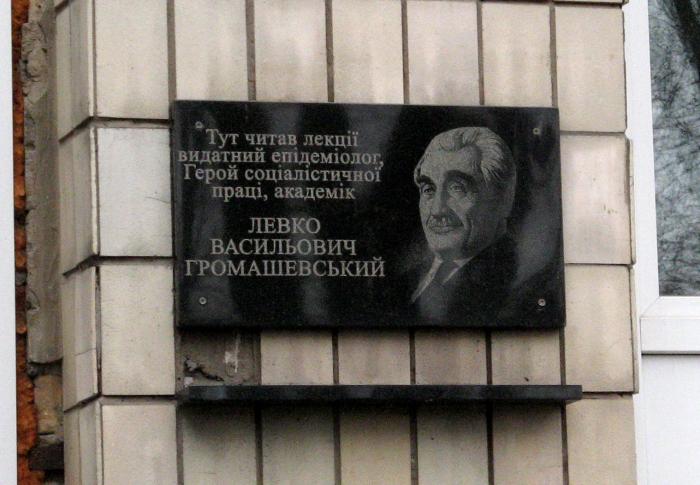 Тут читав лекції
видатний епідеміолог,
Герой соціалістичної
праці, академік
ЛЕВКО
ВАСИЛЬОВИЧ
ГРОМАШЕВСЬКИЙ